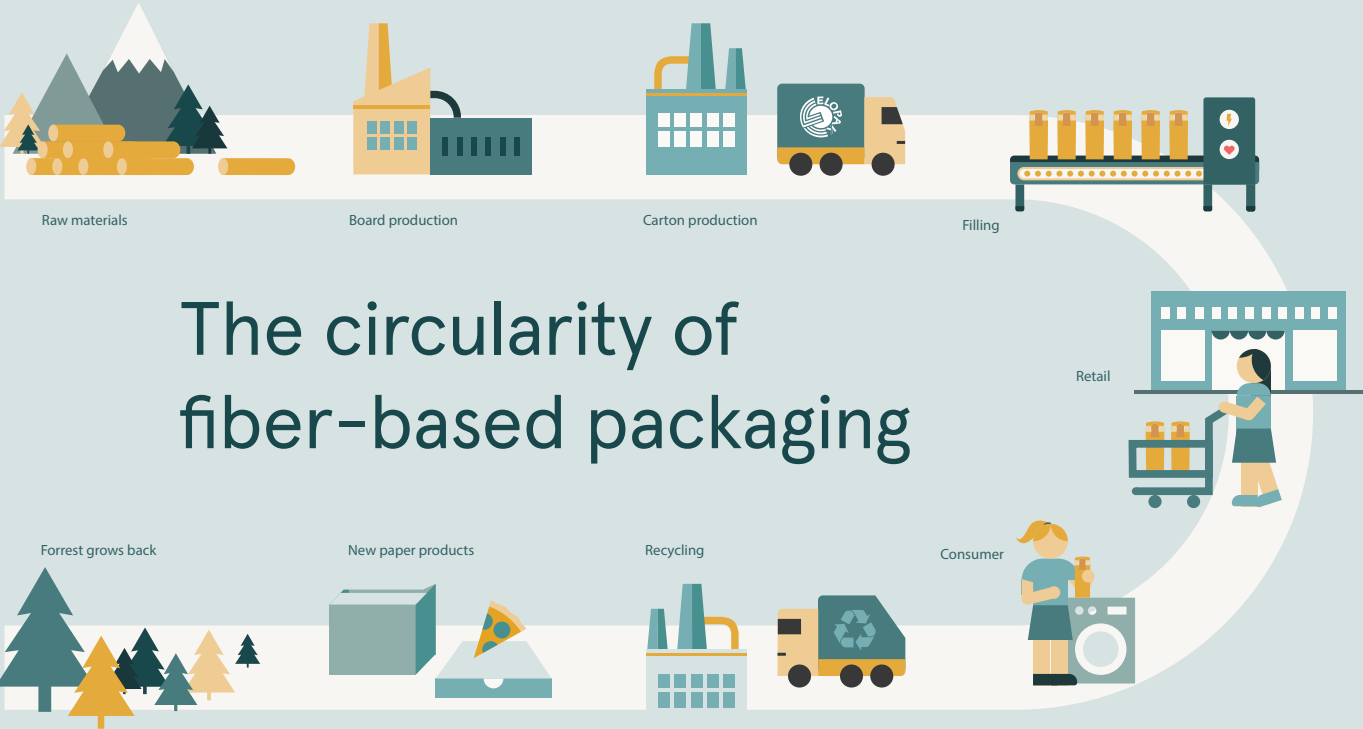 ELOPAK
Raw materials
Board production
Carton production
Filling
The circularity of
fiber-based packaging
Retail
Forrest grows back
New paper products
Recycling
Consumer